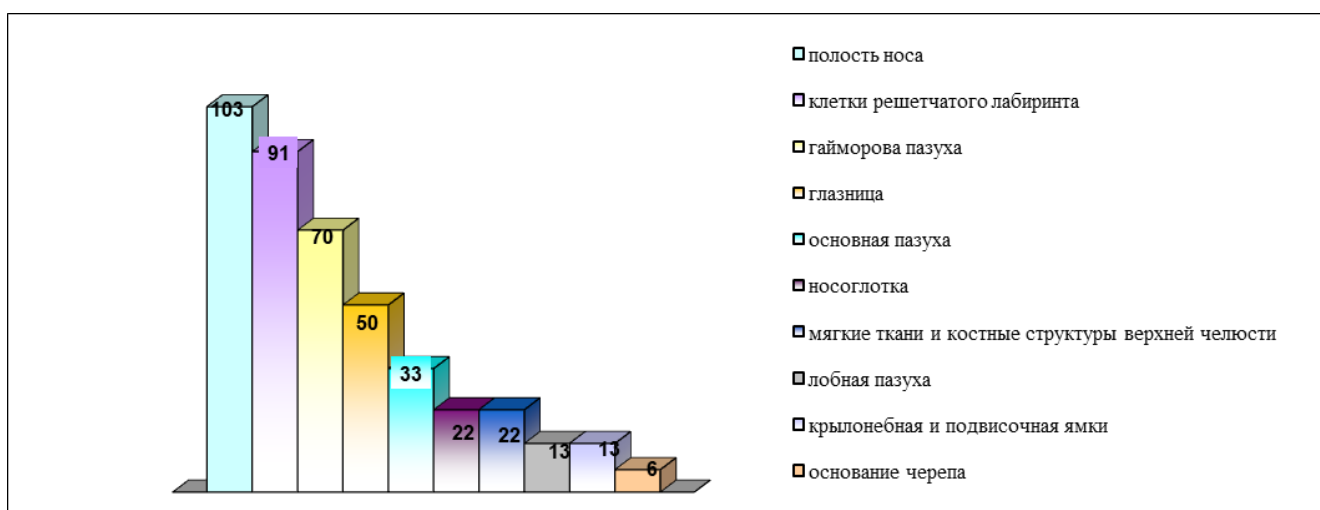 103
91
70
50
33
22
22
13
13
6
полость носа
клетки решетчатого лабиринта
гайморова пазуха
глазница
основная пазуха
носоглотка
мягкие ткани и костные структуры верхней челюсти
лобная пазуха
крылонебная и подвисочная ямки
основание черепа